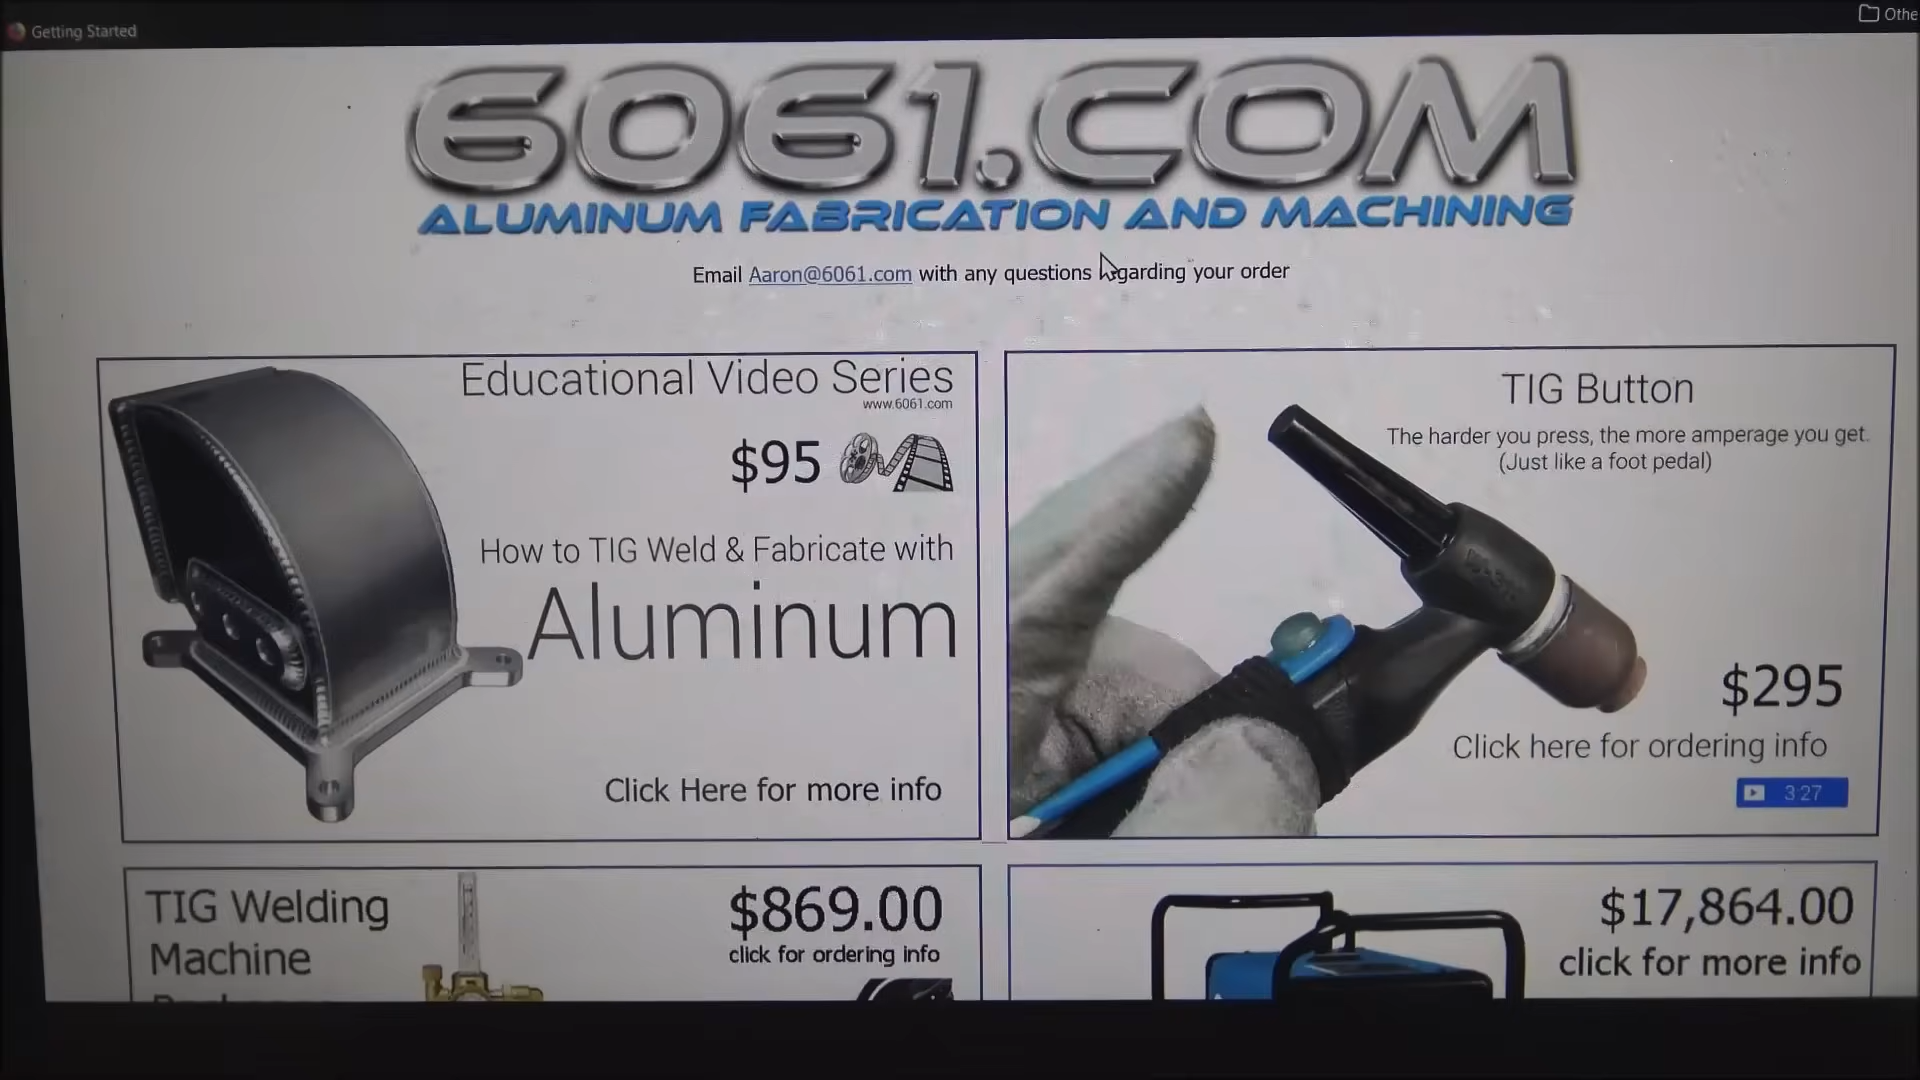 Getting Started
Othe
6061.COM
ALUMINUM FABRICATION AND MACHINING
Email Aaron@6061.com with any questions regarding your order
Educational Video Series
www.6061.com
$95
How to TIG Weld & Fabricate with
Aluminum
Click Here for more info
TIG Button
The harder you press, the more amperage you get.
(Just like a foot pedal)
$295
Click here for ordering info
3:27
TIG Welding
Machine
$869.00
click for ordering info
$17,864.00
click for more info